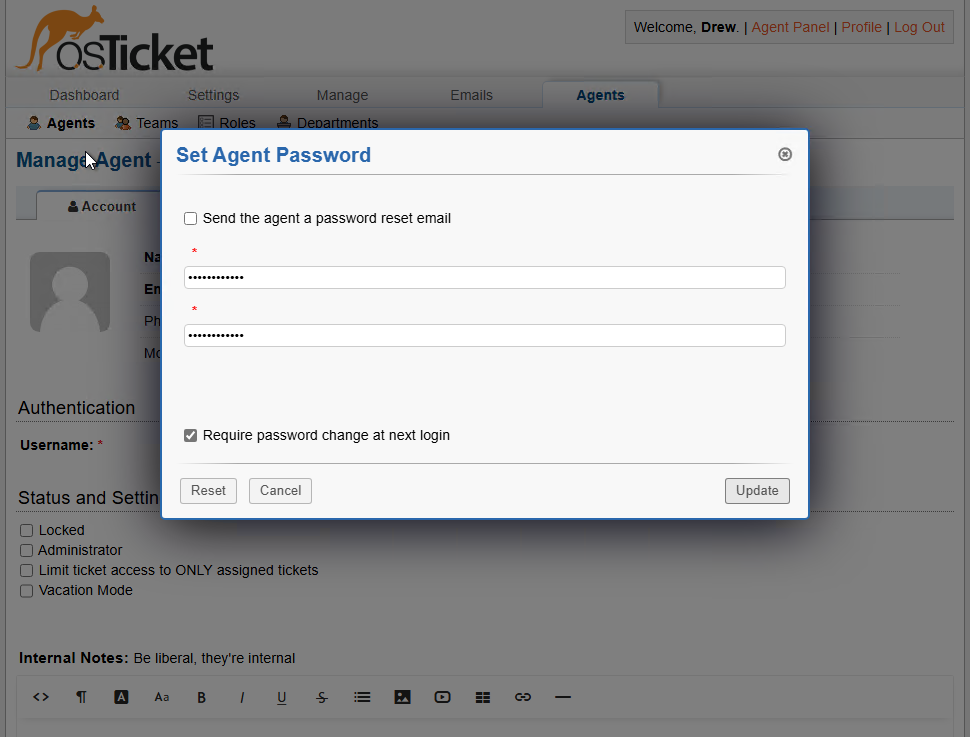 osTicket
Welcome, Drew. | Agent Panel | Profile | Log Out
Dashboard Settings Manage Emails Agents
Agents Teams Roles Departments
Manage Agent -
Set Agent Password
Account
Send the agent a password reset email
*
••••••••••••
*
••••••••••••
Na
En
Ph
Mo
Require password change at next login
Reset Cancel Update
Authentication
Username: *
Status and Settin
Locked
Administrator
Limit ticket access to ONLY assigned tickets
Vacation Mode
Internal Notes: Be liberal, they're internal
<> ¶ A Aa B I U S